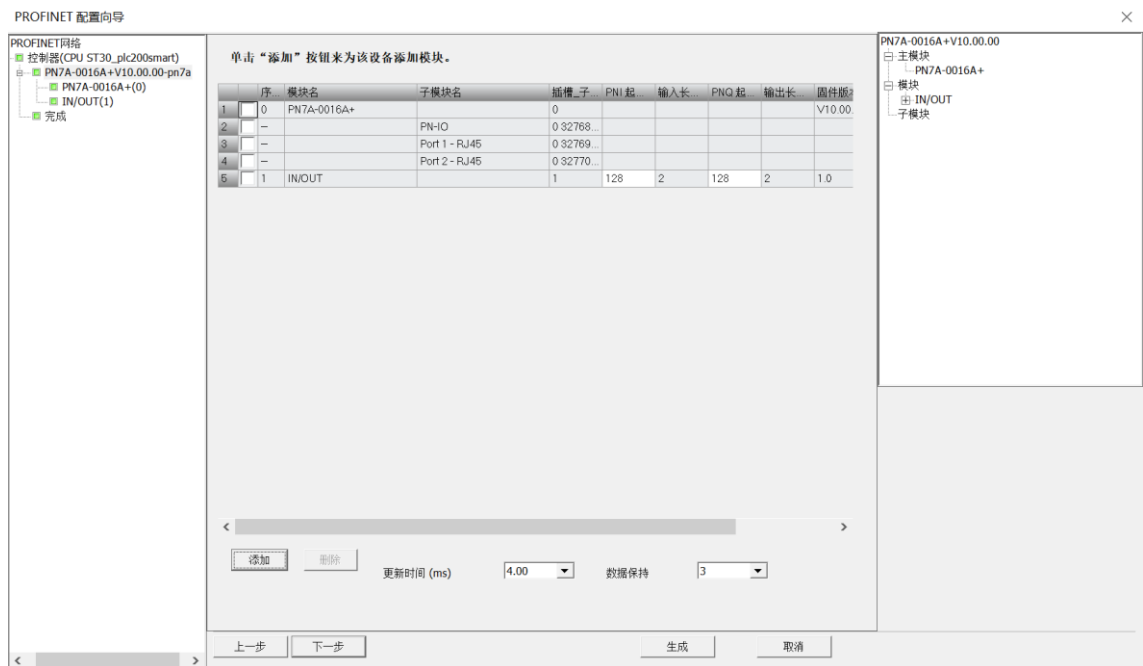 PROFINET 配置向导
PROFINET网络
控制器(CPU ST30_plc200smart)
PN7A-0016A+V10.00.00-pn7a
PN7A-0016A+(0)
IN/OUT(1)
完成
单击“添加”按钮来为该设备添加模块。
序... 模块名 子模块名 插槽_子... PNI 起... 输入长... PNQ 起... 输出长... 固件版本
1 0 PN7A-0016A+ 0 V10.00.
2 – PN-IO 0 32768...
3 – Port 1 - RJ45 0 32769...
4 – Port 2 - RJ45 0 32770...
5 1 IN/OUT 1 128 2 128 2 1.0
添加 删除 更新时间 (ms) 4.00 数据保持 3
上一步 下一步 生成 取消
PN7A-0016A+V10.00.00
主模块
PN7A-0016A+
模块
IN/OUT
子模块